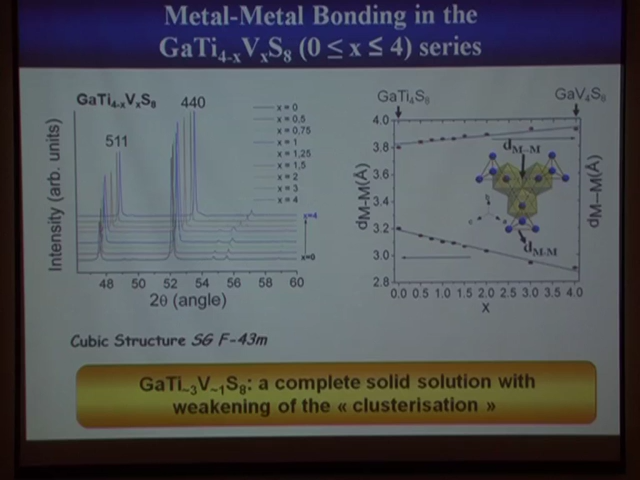 Metal-Metal Bonding in the
GaTi4-xVxS8 (0 ≤ x ≤ 4) series
GaTi4-xVxS8
440
511
x = 0
x = 0,5
x = 0,75
x = 1
x = 1,25
x = 1,5
x = 2
x = 3
x = 4
x=4
x=0
Intensity (arb. units)
48 50 52 54 56 58 60
2θ (angle)
GaTi4S8
GaV4S8
4.0
3.8
3.6
3.4
3.2
3.0
2.8
dM-M(Å)
dM--M(Å)
dM--M
dM-M
0.0 0.5 1.0 1.5 2.0 2.5 3.0 3.5 4.0
X
Cubic Structure SG F-43m
GaTi~3V~1S8: a complete solid solution with
weakening of the « clusterisation »